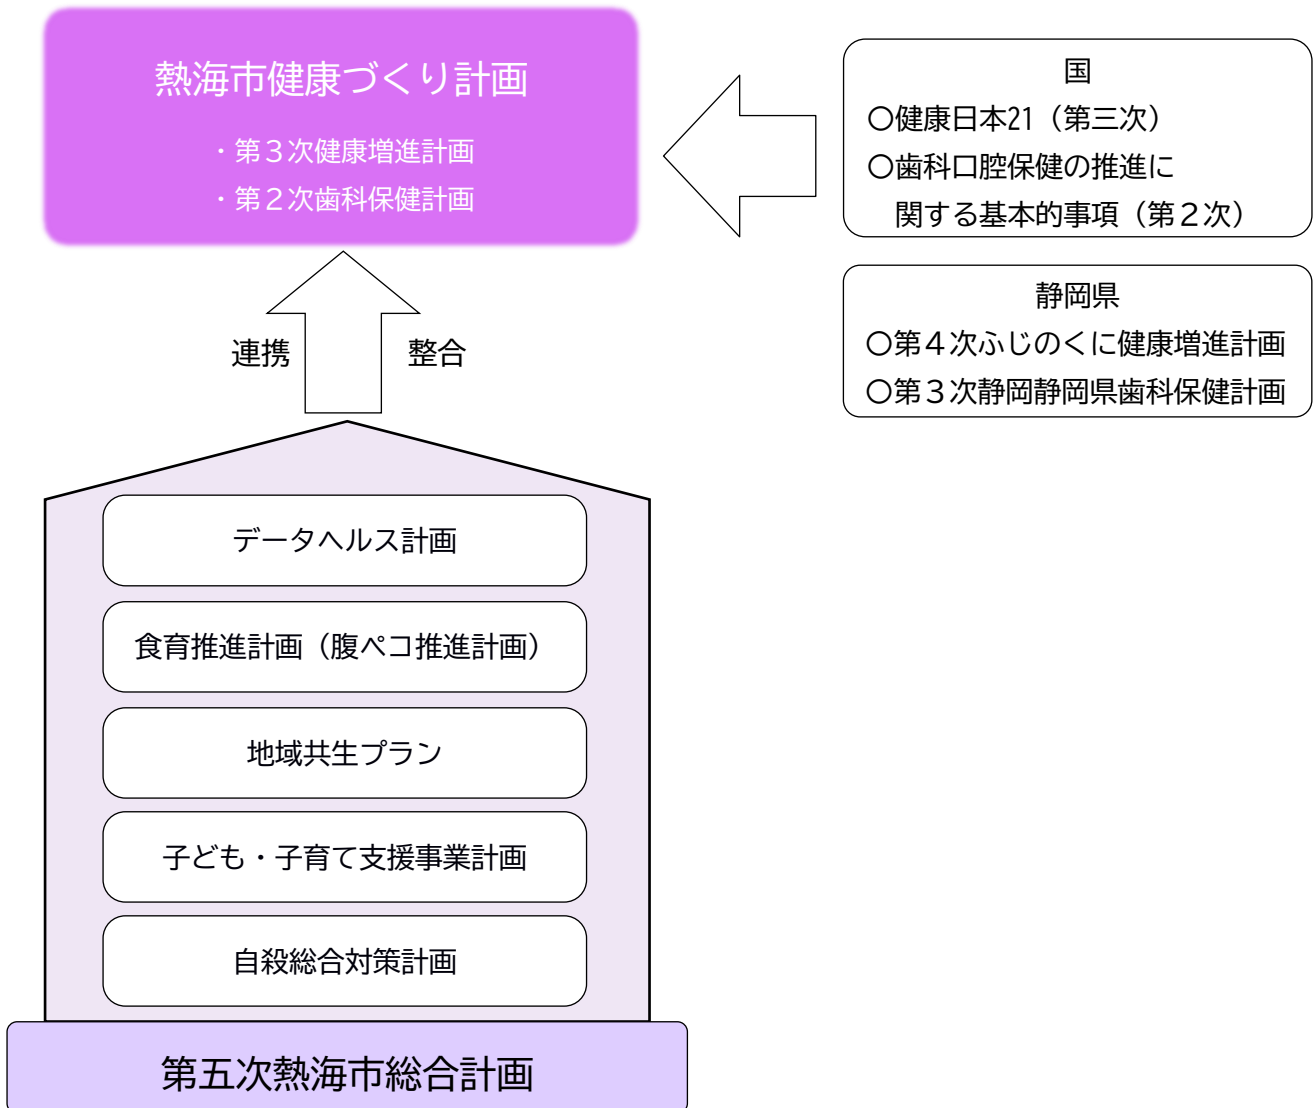 熱海市健康づくり計画
・第３次健康増進計画
・第２次歯科保健計画
国
〇健康日本21（第三次）
〇歯科口腔保健の推進に
関する基本的事項（第２次）
静岡県
〇第４次ふじのくに健康増進計画
〇第３次静岡静岡県歯科保健計画
連携
整合
データヘルス計画
食育推進計画（腹ペコ推進計画）
地域共生プラン
子ども・子育て支援事業計画
自殺総合対策計画
第五次熱海市総合計画